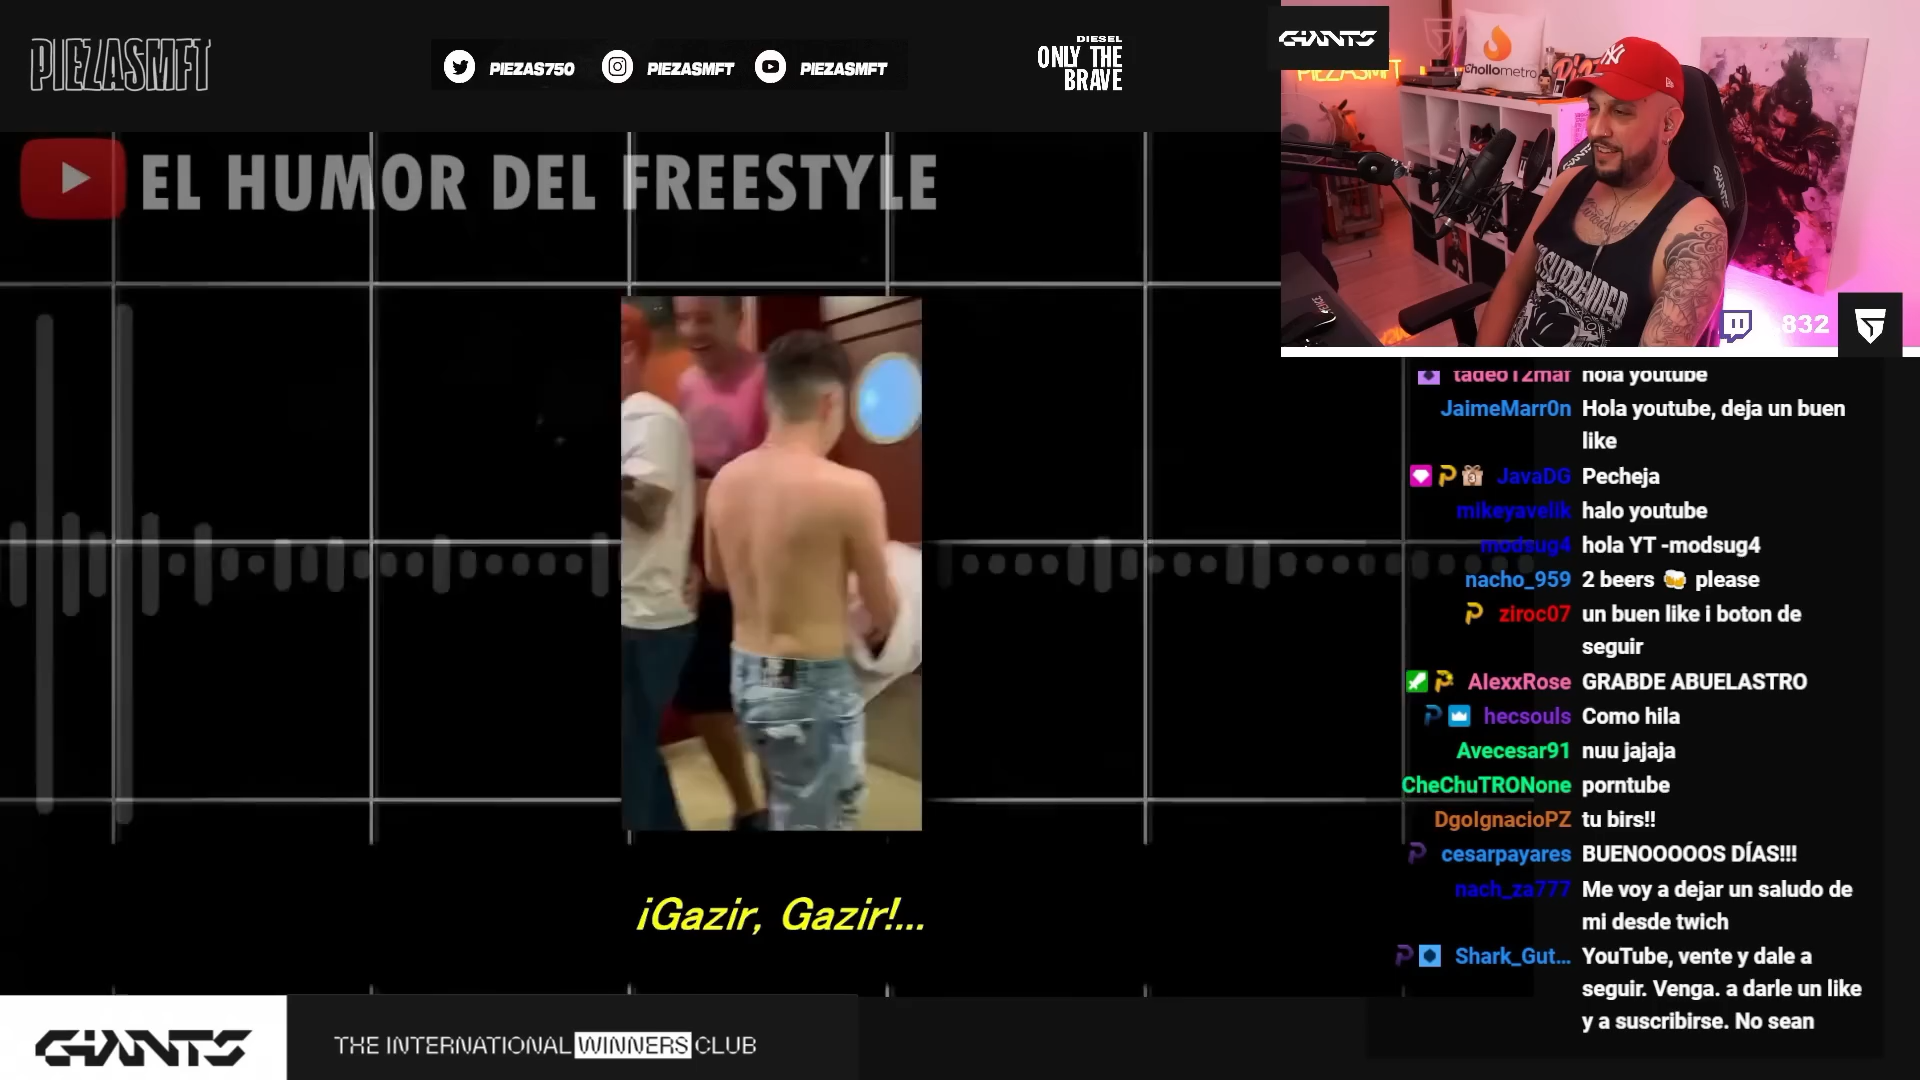 PIEZASMFT
PIEZAS750
PIEZASMFT
PIEZASMFT
DIESEL
ONLY THE
BRAVE
GIANTS
PIEZASMFT
Chollometro
EL HUMOR DEL FREESTYLE
832
tadeo12mar hola youtube
JaimeMarr0n Hola youtube, deja un buen
like
JavaDG Pecheja
mikeyavelik halo youtube
modsug4 hola YT -modsug4
nacho_959 2 beers 🍻 please
ziroc07 un buen like i boton de
seguir
AlexxRose GRABDE ABUELASTRO
hecsouls Como hila
Avecesar91 nuu jajaja
CheChuTRONone porntube
DgoIgnacioPZ tu birs!!
cesarpayares BUENOOOOOS DÍAS!!!
nach_za777 Me voy a dejar un saludo de
mi desde twich
Shark_Gut... YouTube, vente y dale a
seguir. Venga. a darle un like
y a suscribirse. No sean
¡Gazir, Gazir!...
GIANTS
THE INTERNATIONAL WINNERS CLUB